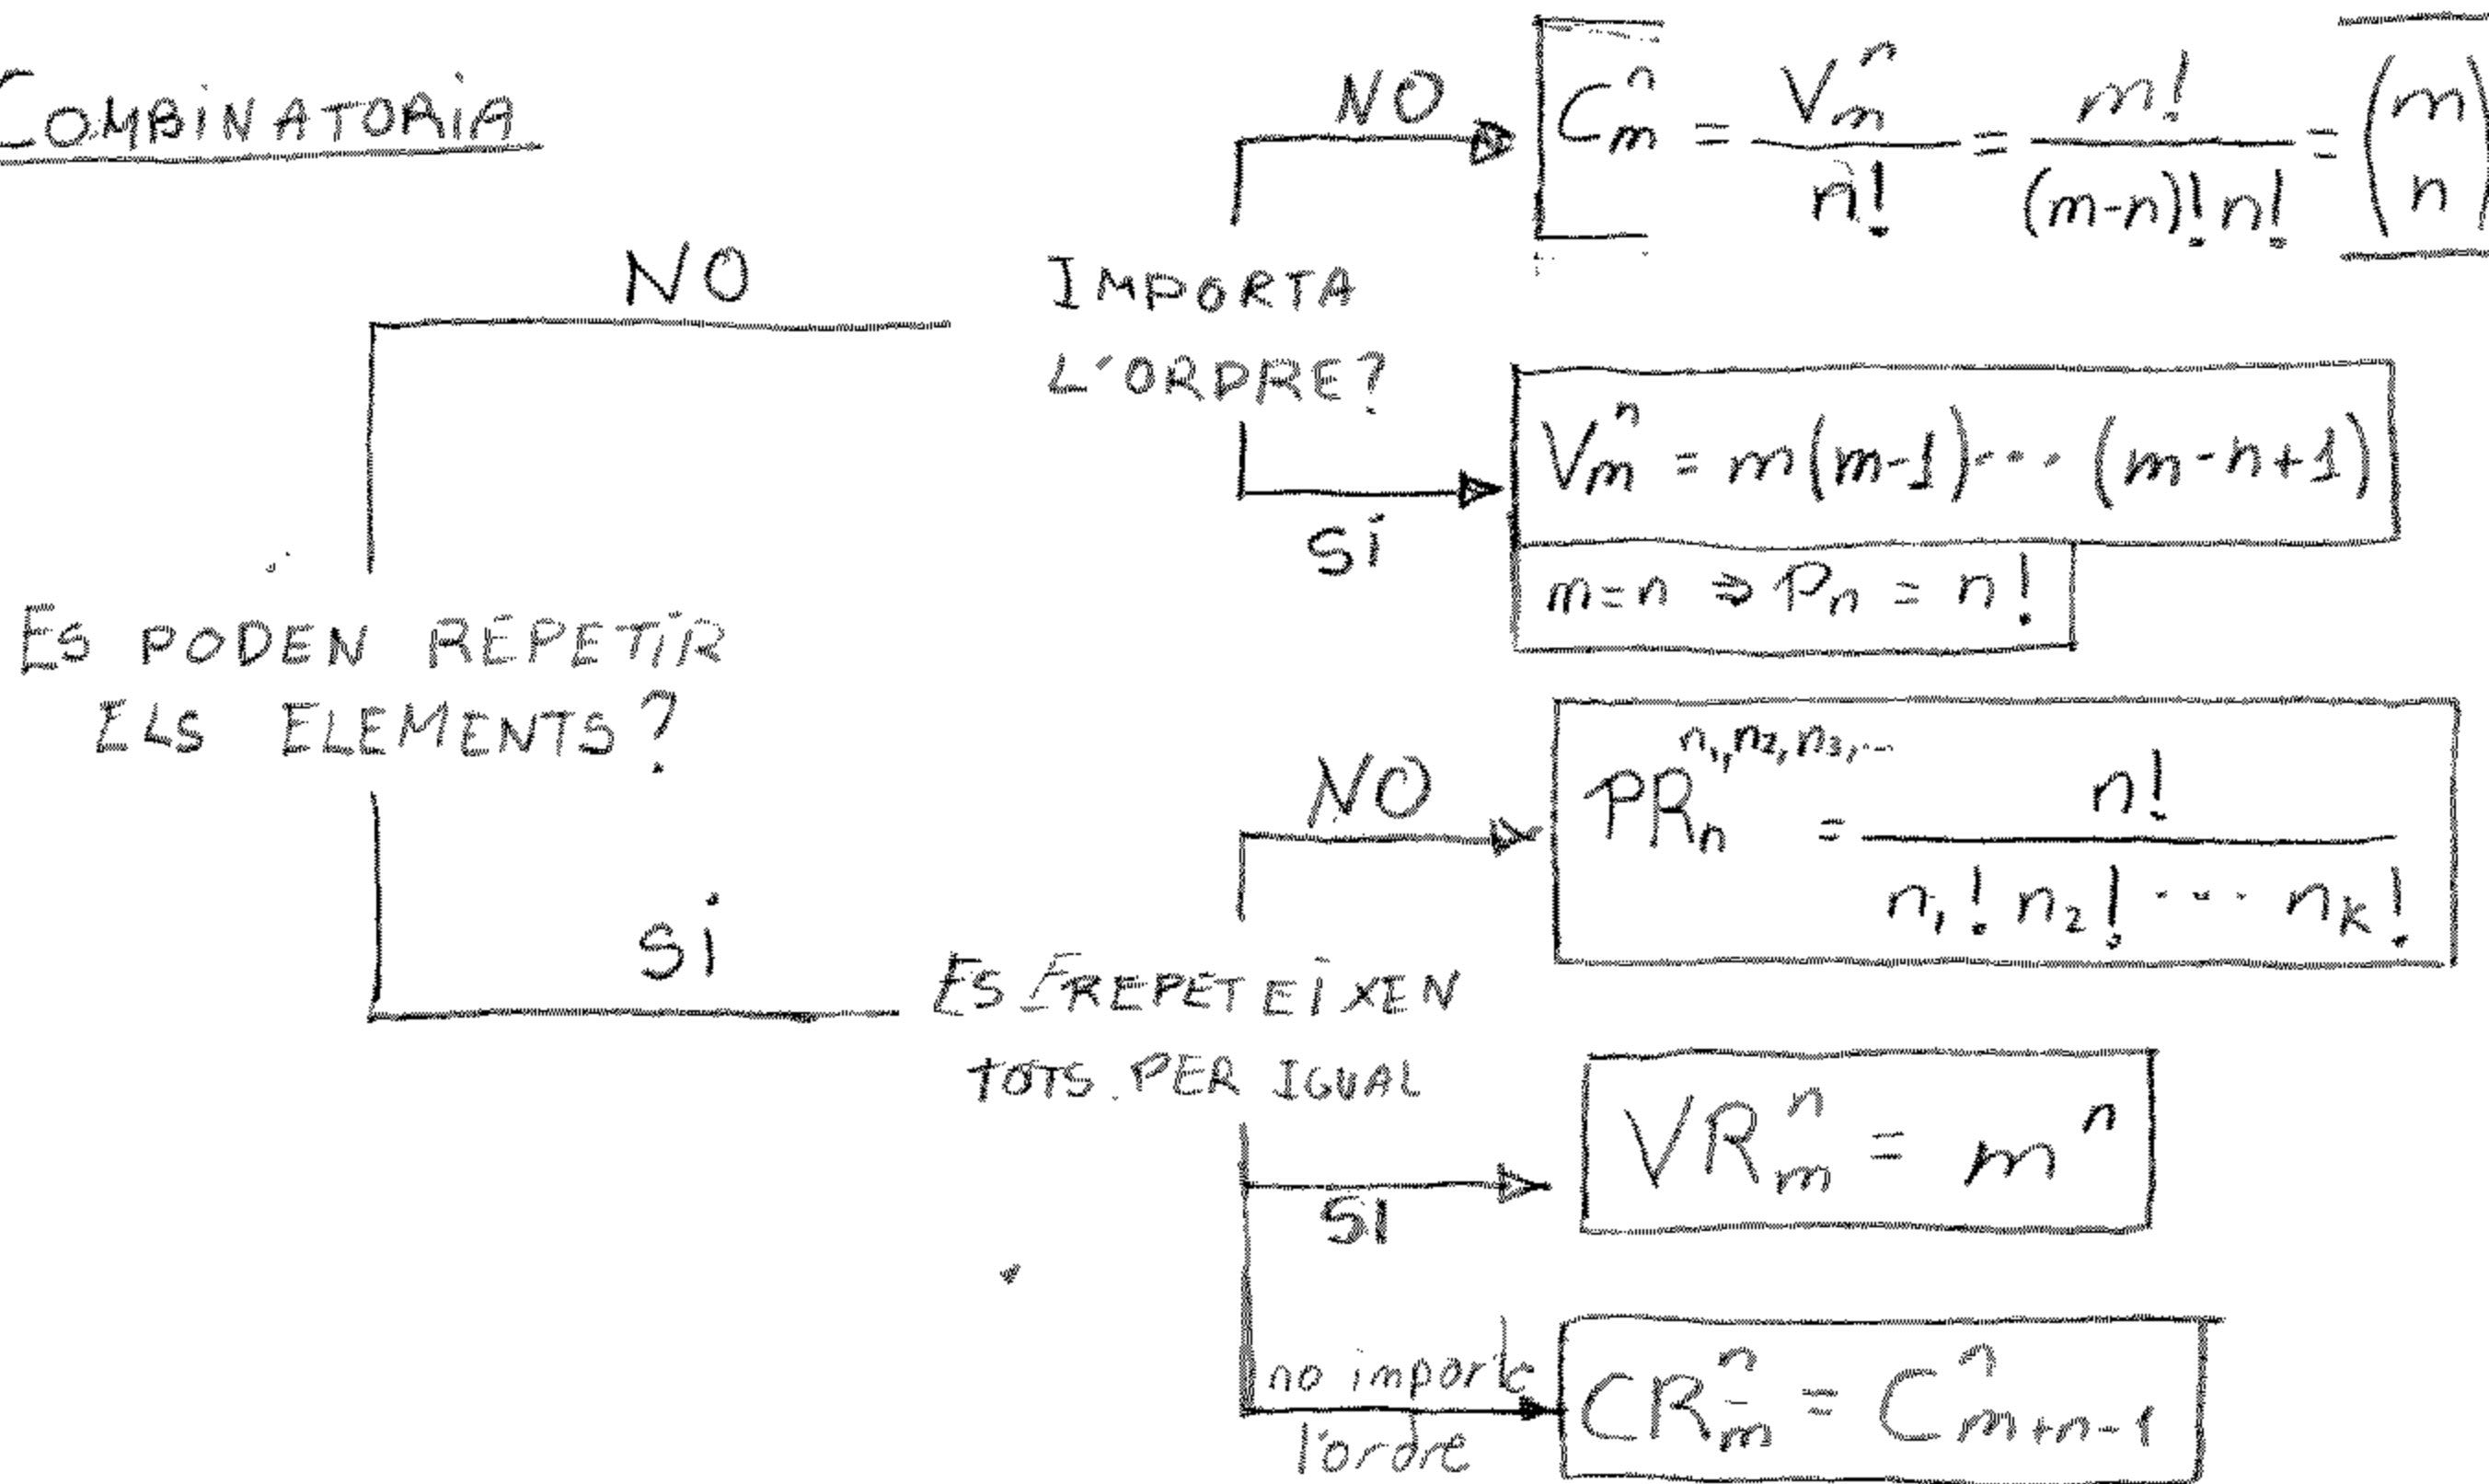 COMBINATORIA
NO
C_m^n = V_m^n / n! = m! / (m-n)! n! = (m n)
NO
IMPORTA
L'ORDRE?
SI
V_m^n = m(m-1)... (m-n+1)
m=n ⇒ P_n = n!
ES PODEN REPETIR
ELS ELEMENTS?
NO
PR_n^{n1, n2, n3, ...} = n! / n1! n2! ... nk!
SI
ES REPETEIXEN
TOTS PER IGUAL
SI
VR_m^n = m^n
no importa
l'ordre
CR_m^n = C_{m+n-1}^n